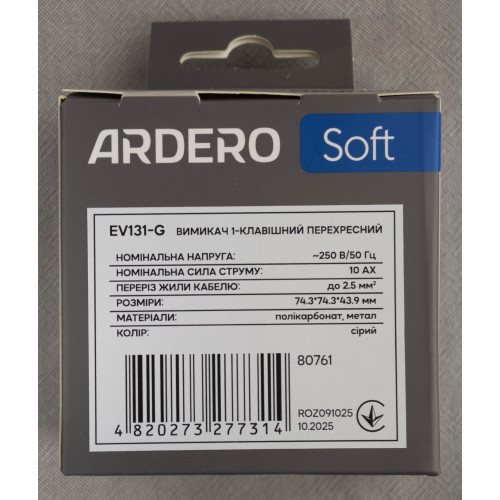 ARDERO Soft
EV131-G ВИМИКАЧ 1-КЛАВІШНИЙ ПЕРЕХРЕСНИЙ
НОМІНАЛЬНА НАПРУГА: ~250 В/50 Гц
НОМІНАЛЬНА СИЛА СТРУМУ: 10 АХ
ПЕРЕРІЗ ЖИЛИ КАБЕЛЮ: до 2.5 мм²
РОЗМІРИ: 74.3*74.3*43.9 мм
МАТЕРІАЛИ: полікарбонат, метал
КОЛІР: сірий
80761
ROZ091025
10.2025
4 820273 277314